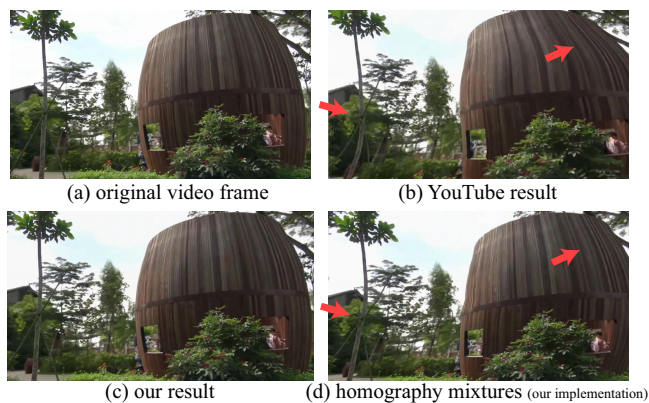 (a) original video frame
(b) YouTube result
(c) our result
(d) homography mixtures (our implementation)